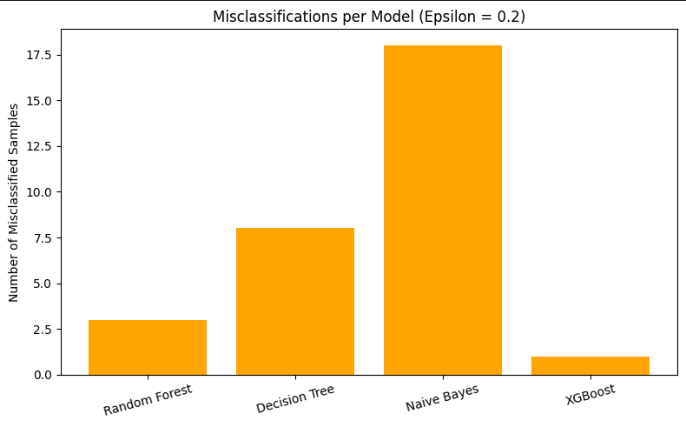 Misclassifications per Model (Epsilon = 0.2)
Number of Misclassified Samples
17.5
15.0
12.5
10.0
7.5
5.0
2.5
0.0
Random Forest
Decision Tree
Naive Bayes
XGBoost